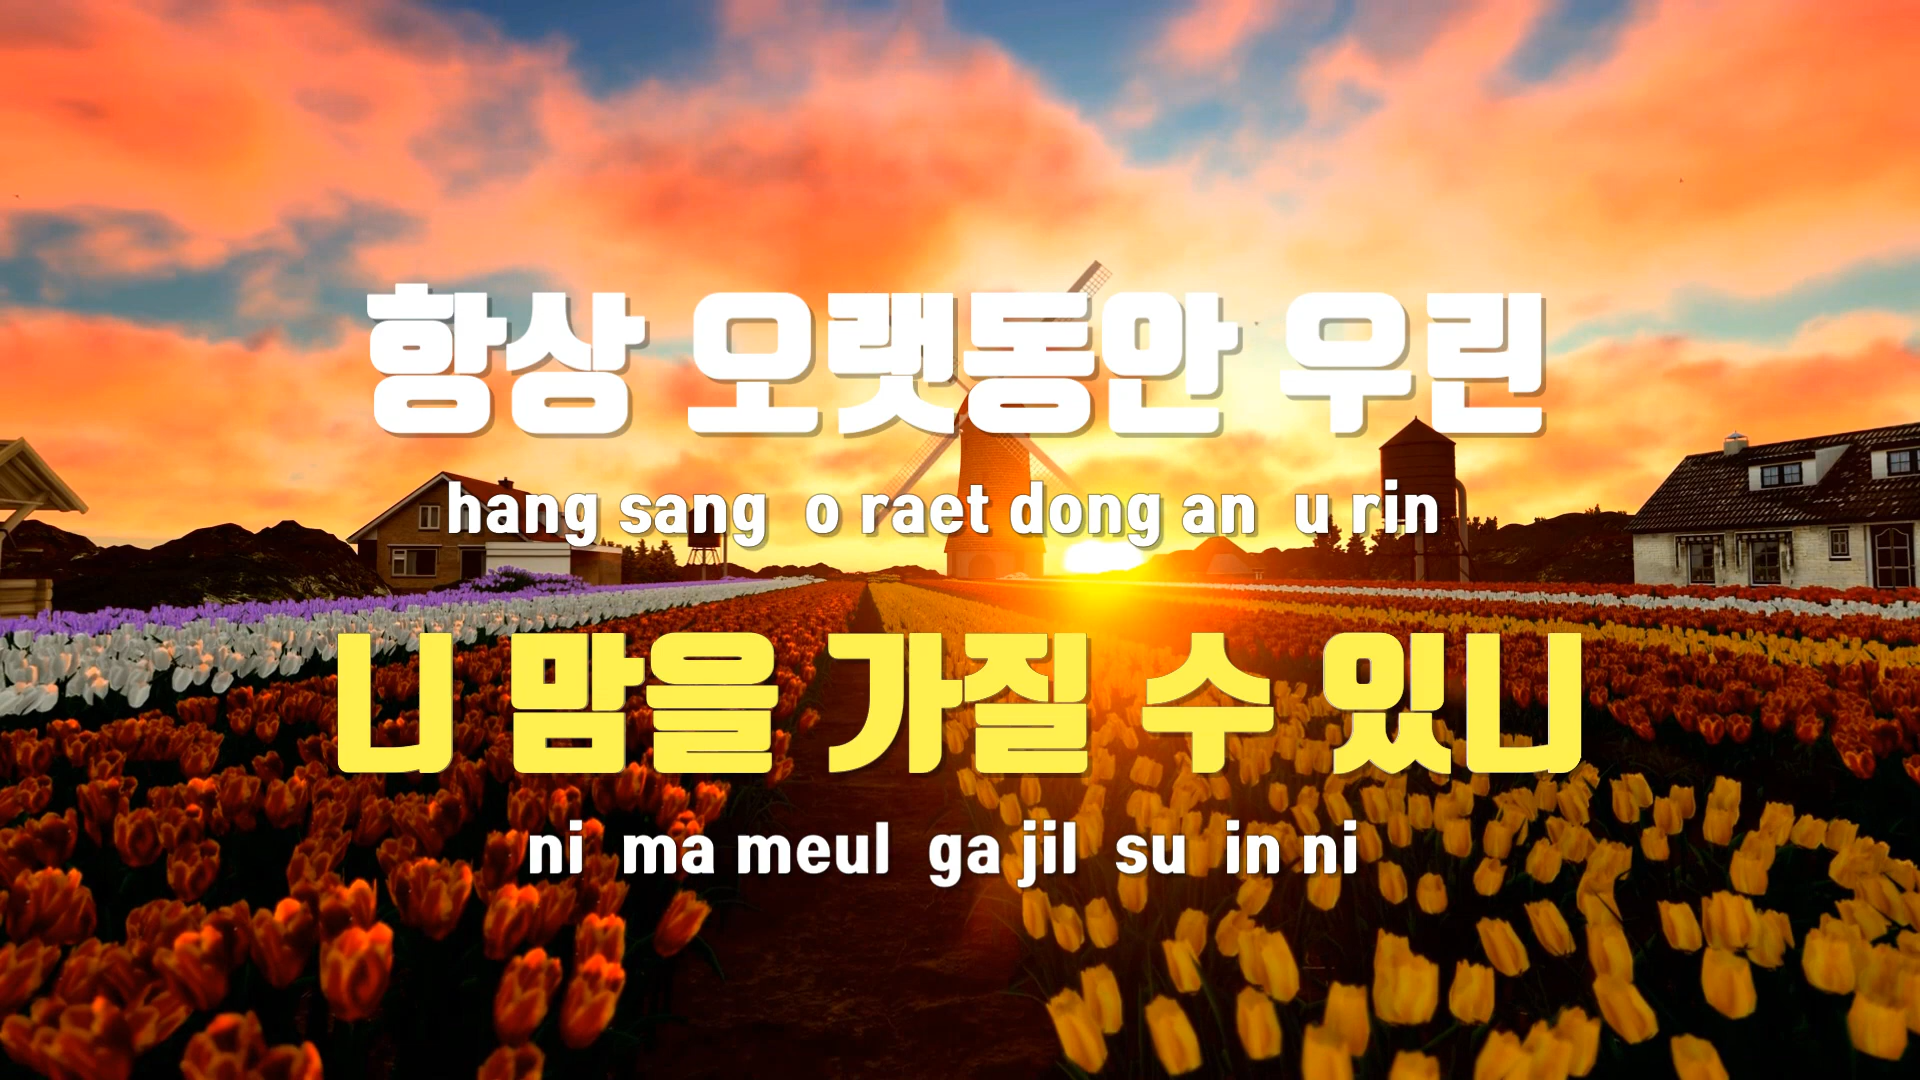 항상 오랫동안 우린
hang sang o raet dong an u rin
니 맘을 가질 수 있니
ni ma meul ga jil su in ni